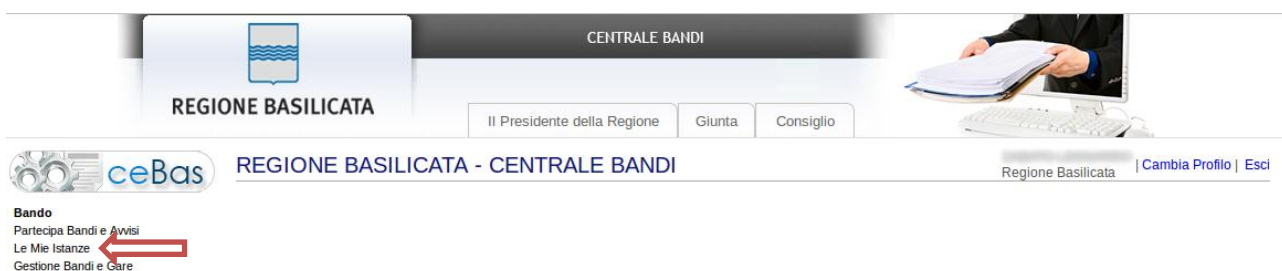 CENTRALE BANDI
REGIONE BASILICATA
Il Presidente della Regione
Giunta
Consiglio
ceBas
REGIONE BASILICATA - CENTRALE BANDI
Regione Basilicata
| Cambia Profilo | Esci
Bando
Partecipa Bandi e Avvisi
Le Mie Istanze
Gestione Bandi e Gare